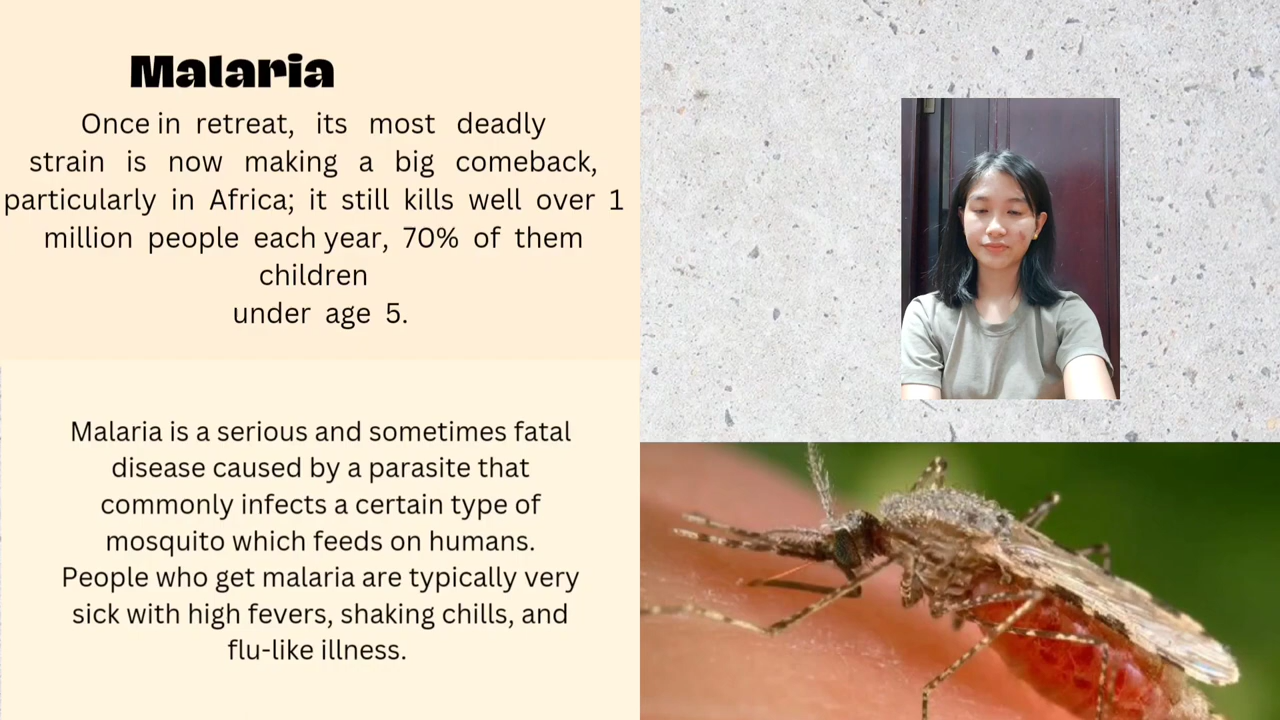 Malaria
Once in retreat, its most deadly
strain is now making a big comeback,
particularly in Africa; it still kills well over 1
million people each year, 70% of them
children
under age 5.
Malaria is a serious and sometimes fatal
disease caused by a parasite that
commonly infects a certain type of
mosquito which feeds on humans.
People who get malaria are typically very
sick with high fevers, shaking chills, and
flu-like illness.